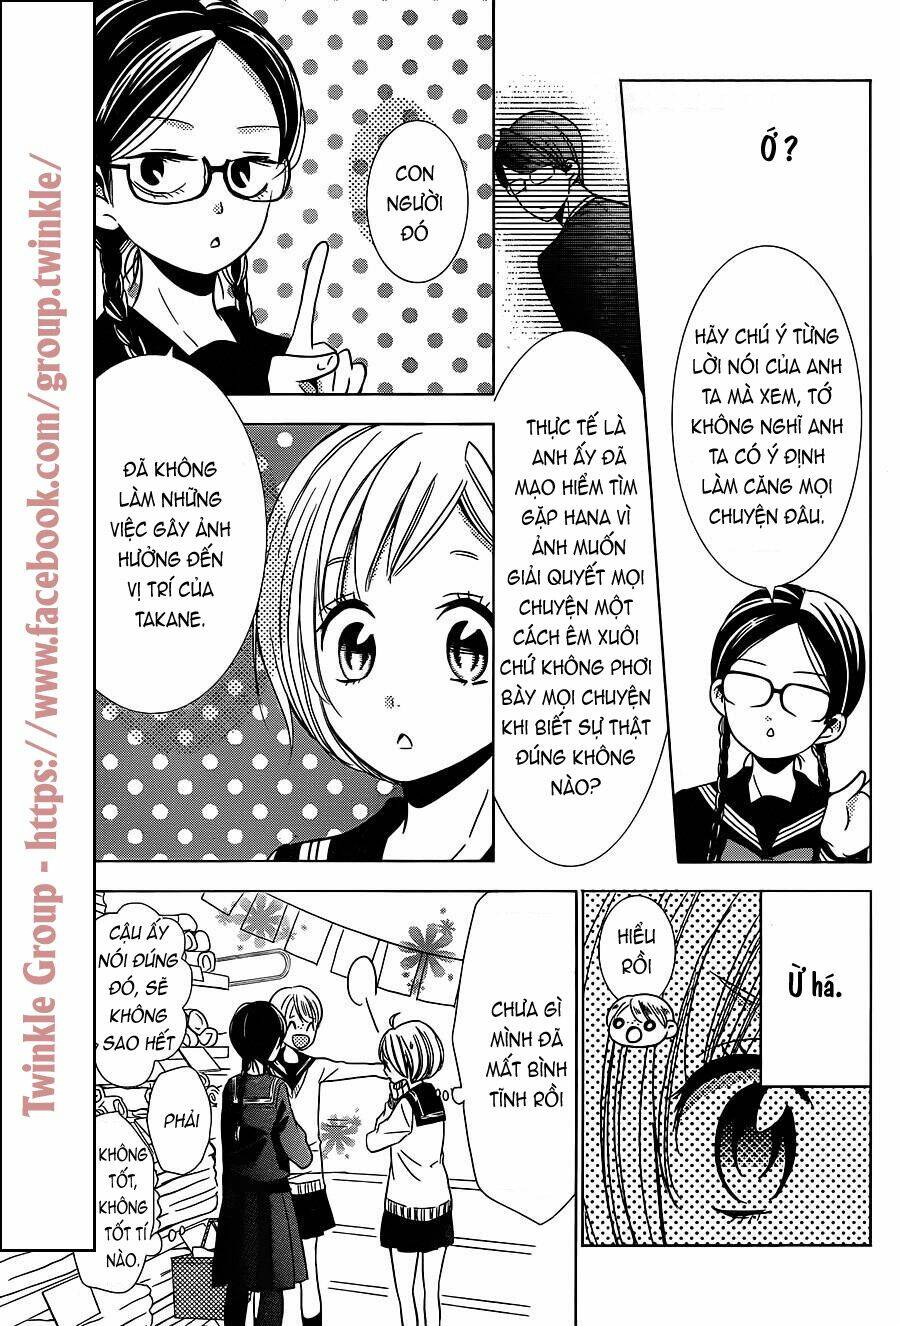 Ớ?
HÃY CHÚ Ý TỪNG
LỜI NÓI CỦA ANH
TA MÀ XEM, TỚ
KHÔNG NGHĨ ANH
TA CÓ Ý ĐỊNH
LÀM CĂNG MỌI
CHUYỆN ĐÂU.
THỰC TẾ LÀ
ANH ẤY ĐÃ
MẠO HIỂM TÌM
GẶP HANA VÌ
ẢNH MUỐN
GIẢI QUYẾT MỌI
CHUYỆN MỘT
CÁCH ÊM XUÔI
CHỨ KHÔNG PHƠI
BÀY MỌI CHUYỆN
KHI BIẾT SỰ THẬT
ĐÚNG KHÔNG
NÀO?
CON
NGƯỜI
ĐÓ
ĐÃ KHÔNG
LÀM NHỮNG
VIỆC GÂY ẢNH
HƯỞNG ĐẾN
VỊ TRÍ CỦA
TAKANE.
Ừ há.
HIỂU
RỒI
CHƯA GÌ
MÌNH ĐÃ
MẤT BÌNH
TĨNH RỒI
CẬU ẤY
NÓI ĐÚNG
ĐÓ, SẼ
KHÔNG
SAO HẾT
PHẢI
KHÔNG
TỐT,
KHÔNG
TỐT TÍ
NÀO.
Twinkle Group - https://www.facebook.com/group.twinkle/